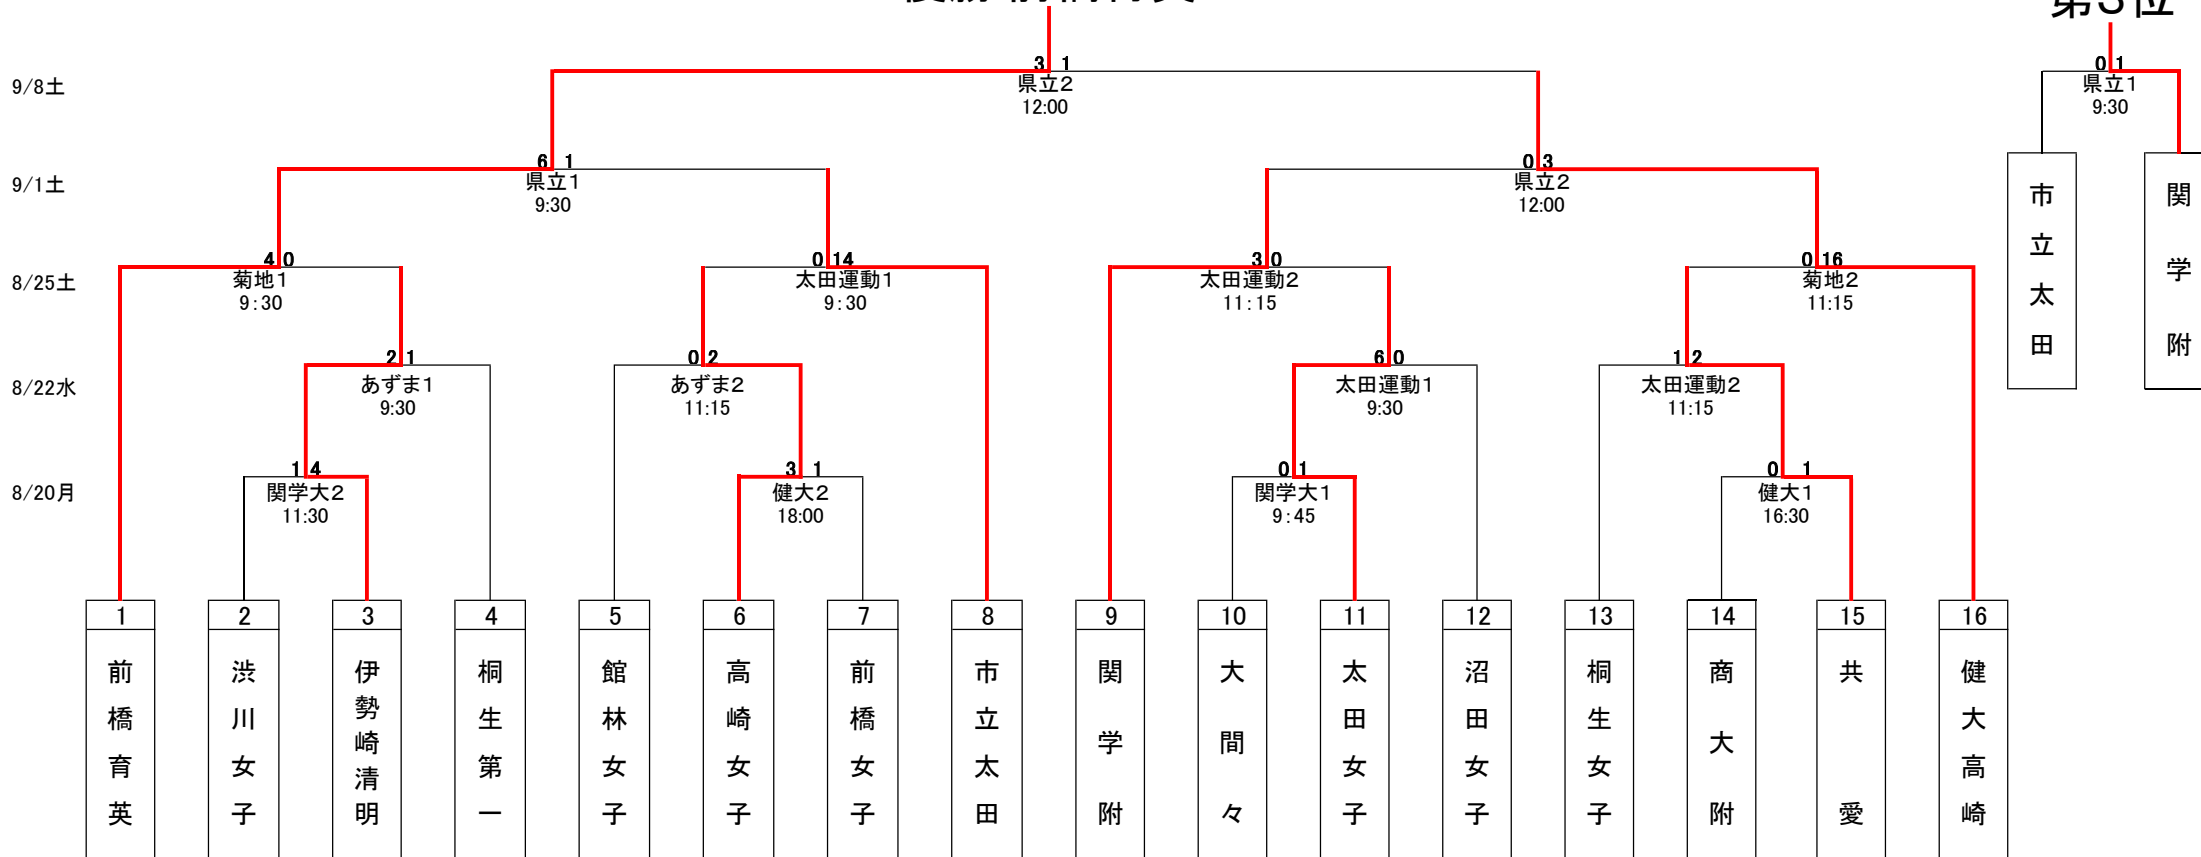 第3位
9/8土
3 1
県立2
12:00
0 1
県立1
9:30
市立太田
関学附
9/1土
6 1
県立1
9:30
0 3
県立2
12:00
8/25土
4 0
菊地1
9:30
0 14
太田運動1
9:30
3 0
太田運動2
11:15
0 16
菊地2
11:15
8/22水
2 1
あずま1
9:30
0 2
あずま2
11:15
6 0
太田運動1
9:30
1 2
太田運動2
11:15
8/20月
1 4
関学大2
11:30
3 1
健大2
18:00
0 1
関学大1
9:45
0 1
健大1
16:30
1 2 3 4 5 6 7 8 9 10 11 12 13 14 15 16
前橋育英
渋川女子
伊勢崎清明
桐生第一
館林女子
高崎女子
前橋女子
市立太田
関学附
大間々
太田女子
沼田女子
桐生女子
商大附
共愛
健大高崎